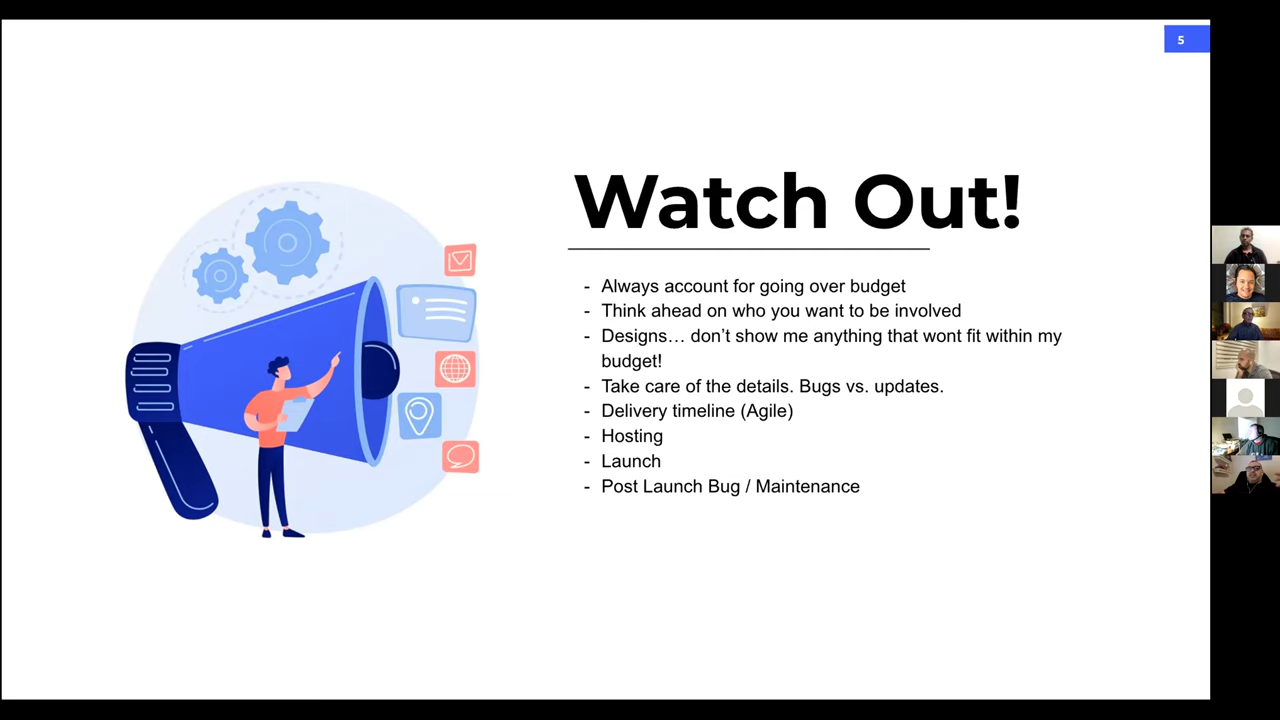 5
Watch Out!
- Always account for going over budget
- Think ahead on who you want to be involved
- Designs… don’t show me anything that wont fit within my
budget!
- Take care of the details. Bugs vs. updates.
- Delivery timeline (Agile)
- Hosting
- Launch
- Post Launch Bug / Maintenance